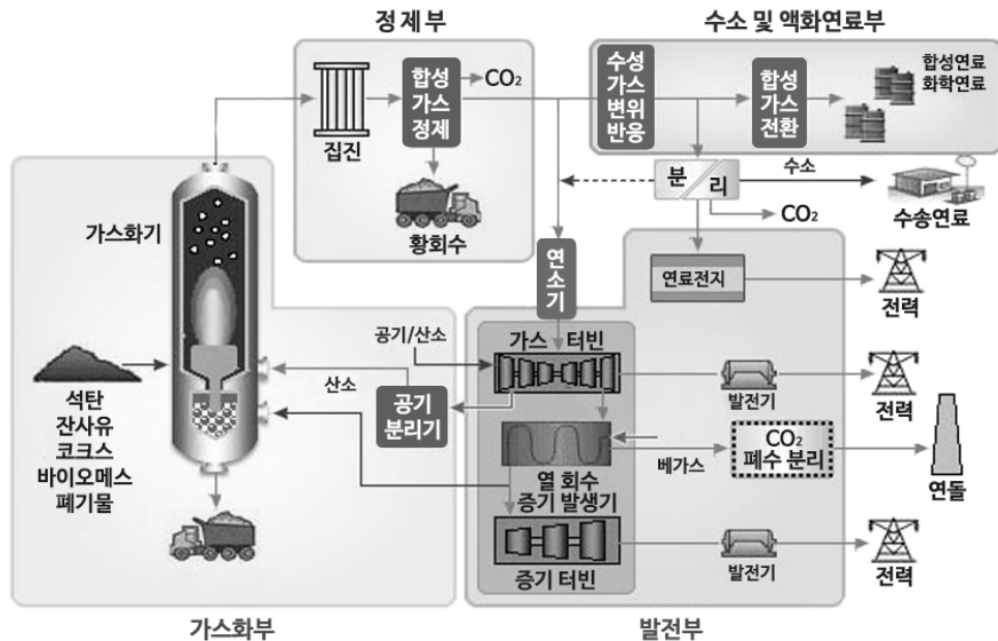 정제부
수소 및 액화연료부
집진
합성
가스
정제
CO₂
황회수
수성
가스
변위
반응
합성
가스
전환
합성연료
화학연료
분/리
수소
수송연료
CO₂
가스화기
연
소
기
연료전지
전력
공기/산소
가스 터빈
석탄
잔사유
코크스
바이오메스
폐기물
산소
공기
분리기
발전기
전력
열 회수
증기 발생기
베가스
CO₂
폐수 분리
연돌
증기 터빈
발전기
전력
가스화부
발전부